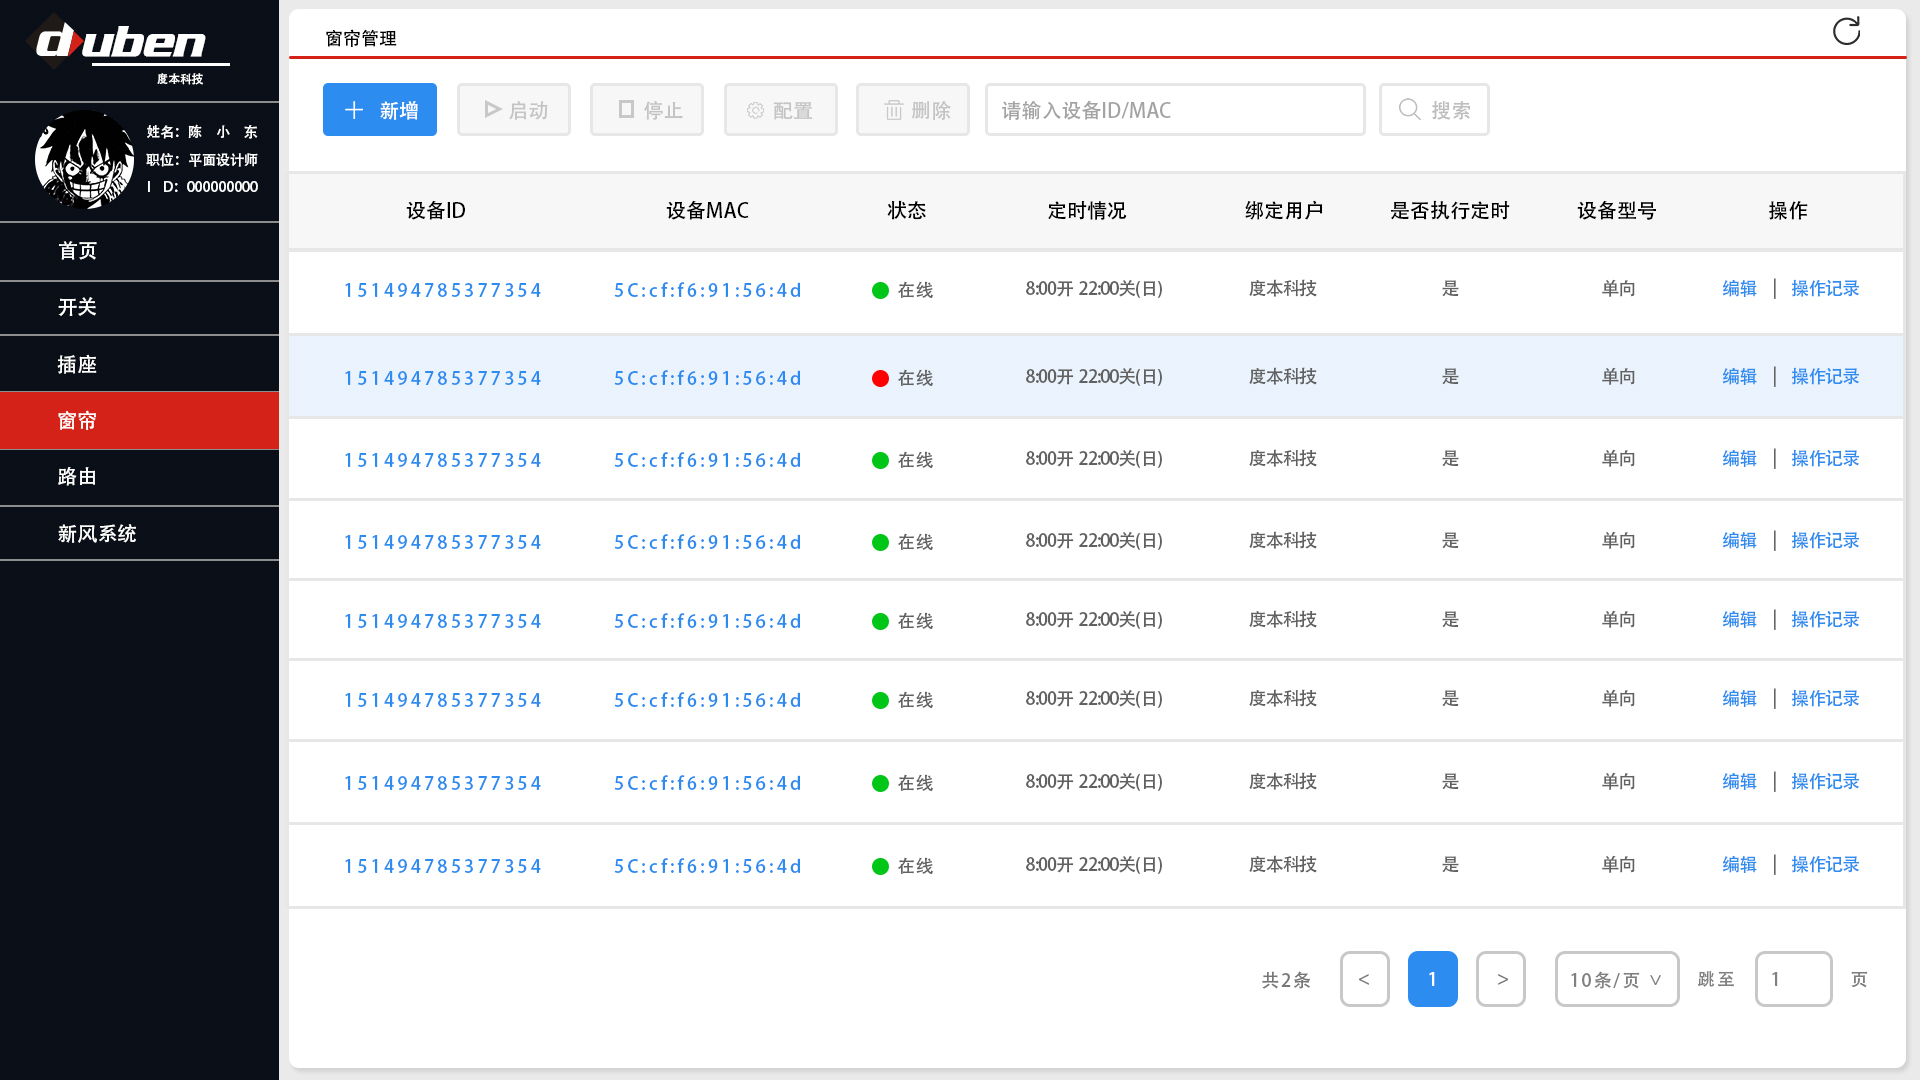 duben
度本科技
姓名：陈 小 东
职位：平面设计师
I D：000000000
首页
开关
插座
窗帘
路由
新风系统
窗帘管理
新增 启动 停止 配置 删除 请输入设备ID/MAC 搜索
设备ID 设备MAC 状态 定时情况 绑定用户 是否执行定时 设备型号 操作
151494785377354 5C:cf:f6:91:56:4d 在线 8:00开 22:00关(日) 度本科技 是 单向 编辑 | 操作记录
151494785377354 5C:cf:f6:91:56:4d 在线 8:00开 22:00关(日) 度本科技 是 单向 编辑 | 操作记录
151494785377354 5C:cf:f6:91:56:4d 在线 8:00开 22:00关(日) 度本科技 是 单向 编辑 | 操作记录
151494785377354 5C:cf:f6:91:56:4d 在线 8:00开 22:00关(日) 度本科技 是 单向 编辑 | 操作记录
151494785377354 5C:cf:f6:91:56:4d 在线 8:00开 22:00关(日) 度本科技 是 单向 编辑 | 操作记录
151494785377354 5C:cf:f6:91:56:4d 在线 8:00开 22:00关(日) 度本科技 是 单向 编辑 | 操作记录
151494785377354 5C:cf:f6:91:56:4d 在线 8:00开 22:00关(日) 度本科技 是 单向 编辑 | 操作记录
151494785377354 5C:cf:f6:91:56:4d 在线 8:00开 22:00关(日) 度本科技 是 单向 编辑 | 操作记录
共2条 < 1 > 10条/页 ∨ 跳至 1 页